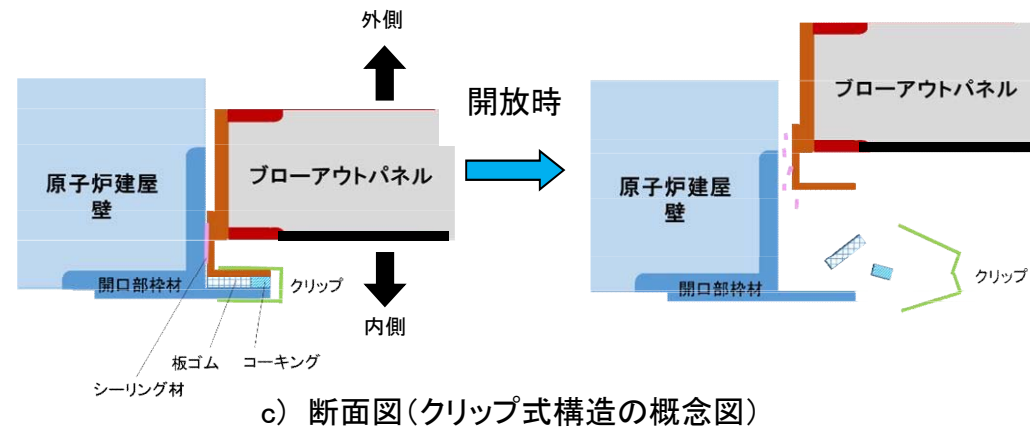 外側
開放時
原子炉建屋
壁
ブローアウトパネル
開口部枠材
クリップ
内側
板ゴム
コーキング
シーリング材
ブローアウトパネル
原子炉建屋
壁
開口部枠材
クリップ
c) 断面図(クリップ式構造の概念図)